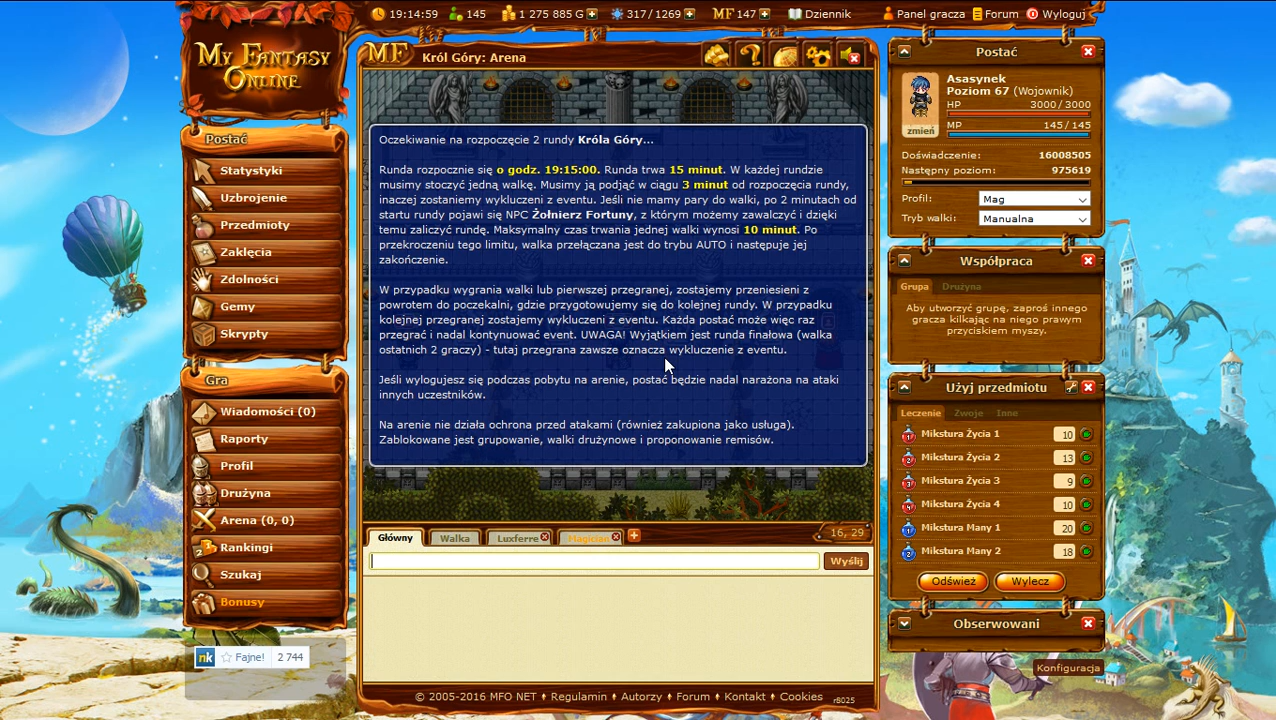 19:14:59 145 1 275 885 G 317 / 1269 MF 147 Dziennik Panel gracza Forum Wyloguj
My Fantasy
Online
MF
Król Góry: Arena
Postać
Statystyki
Uzbrojenie
Przedmioty
Zaklęcia
Zdolności
Gemy
Skrypty
Gra
Wiadomości (0)
Raporty
Profil
Drużyna
Arena (0, 0)
Rankingi
Szukaj
Bonusy
nk Fajne! 2 744
Oczekiwanie na rozpoczęcie 2 rundy Króla Góry...
Runda rozpocznie się o godz. 19:15:00. Runda trwa 15 minut. W każdej rundzie
musimy stoczyć jedną walkę. Musimy ją podjąć w ciągu 3 minut od rozpoczęcia rundy,
inaczej zostaniemy wykluczeni z eventu. Jeśli nie mamy pary do walki, po 2 minutach od
startu rundy pojawi się NPC Żołnierz Fortuny, z którym możemy zawalczyć i dzięki
temu zaliczyć rundę. Maksymalny czas trwania jednej walki wynosi 10 minut. Po
przekroczeniu tego limitu, walka przełączana jest do trybu AUTO i następuje jej
zakończenie.
W przypadku wygrania walki lub pierwszej przegranej, zostajemy przeniesieni z
powrotem do poczekalni, gdzie przygotowujemy się do kolejnej rundy. W przypadku
kolejnej przegranej zostajemy wykluczeni z eventu. Każda postać może więc raz
przegrać i nadal kontynuować event. UWAGA! Wyjątkiem jest runda finałowa (walka
ostatnich 2 graczy) - tutaj przegrana zawsze oznacza wykluczenie z eventu.
Jeśli wylogujesz się podczas pobytu na arenie, postać będzie nadal narażona na ataki
innych uczestników.
Na arenie nie działa ochrona przed atakami (również zakupiona jako usługa).
Zablokowane jest grupowanie, walki drużynowe i proponowanie remisów.
Główny Walka Luxferre Magician 16, 29
Wyślij
© 2005-2016 MFO NET Regulamin Autorzy Forum Kontakt Cookies r8025
Postać
Asasynek
Poziom 67 (Wojownik)
HP 3000 / 3000
MP 145 / 145
zmień
Doświadczenie: 16008505
Następny poziom: 975619
Profil: Mag
Tryb walki: Manualna
Współpraca
Grupa Drużyna
Aby utworzyć grupę, zaproś innego
gracza klikając na niego prawym
przyciskiem myszy.
Użyj przedmiotu
Leczenie Zwoje Inne
Mikstura Życia 1 10
Mikstura Życia 2 13
Mikstura Życia 3 9
Mikstura Życia 4 10
Mikstura Many 1 20
Mikstura Many 2 18
Odśwież Wylecz
Obserwowani
Konfiguracja